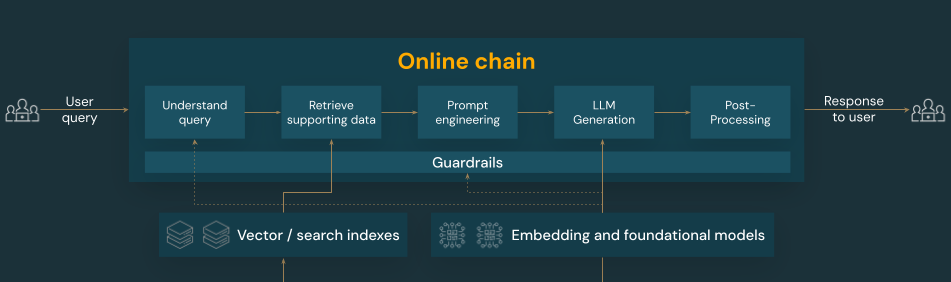 Online chain
User
query
Understand
query
Retrieve
supporting data
Prompt
engineering
LLM
Generation
Post-
Processing
Response
to user
Guardrails
Vector / search indexes
Embedding and foundational models